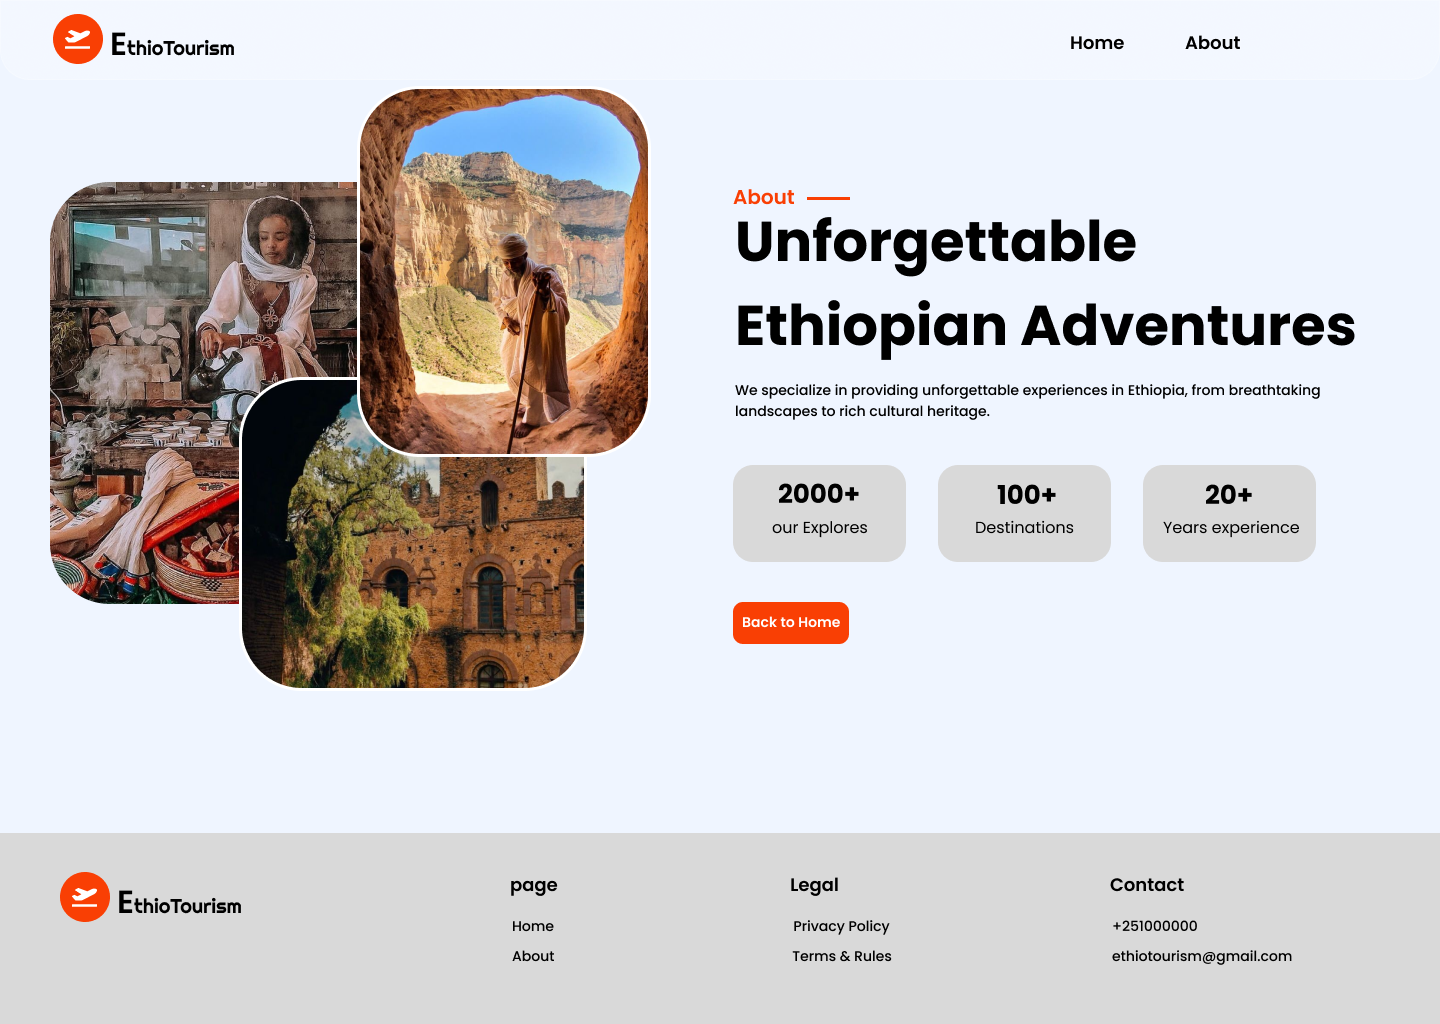 EthioTourism
Home
About
About
Unforgettable
Ethiopian Adventures
We specialize in providing unforgettable experiences in Ethiopia, from breathtaking
landscapes to rich cultural heritage.
2000+
our Explores
100+
Destinations
20+
Years experience
Back to Home
EthioTourism
page
Home
About
Legal
Privacy Policy
Terms & Rules
Contact
+251000000
ethiotourism@gmail.com